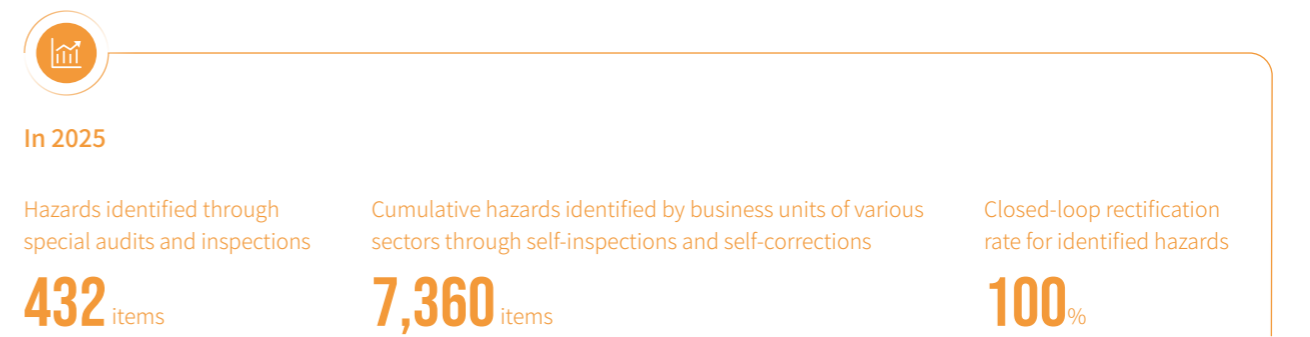 In 2025
Hazards identified through
special audits and inspections
432 items
Cumulative hazards identified by business units of various
sectors through self-inspections and self-corrections
7,360 items
Closed-loop rectification
rate for identified hazards
100%